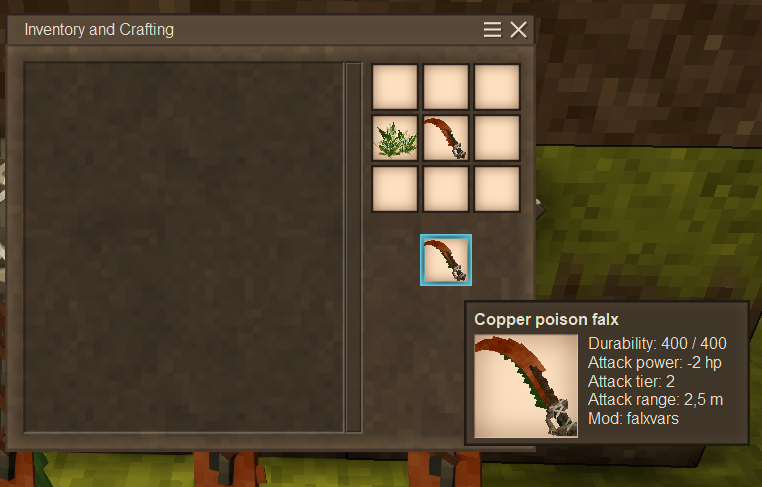 Inventory and Crafting
Copper poison falx
Durability: 400 / 400
Attack power: -2 hp
Attack tier: 2
Attack range: 2,5 m
Mod: falxvars